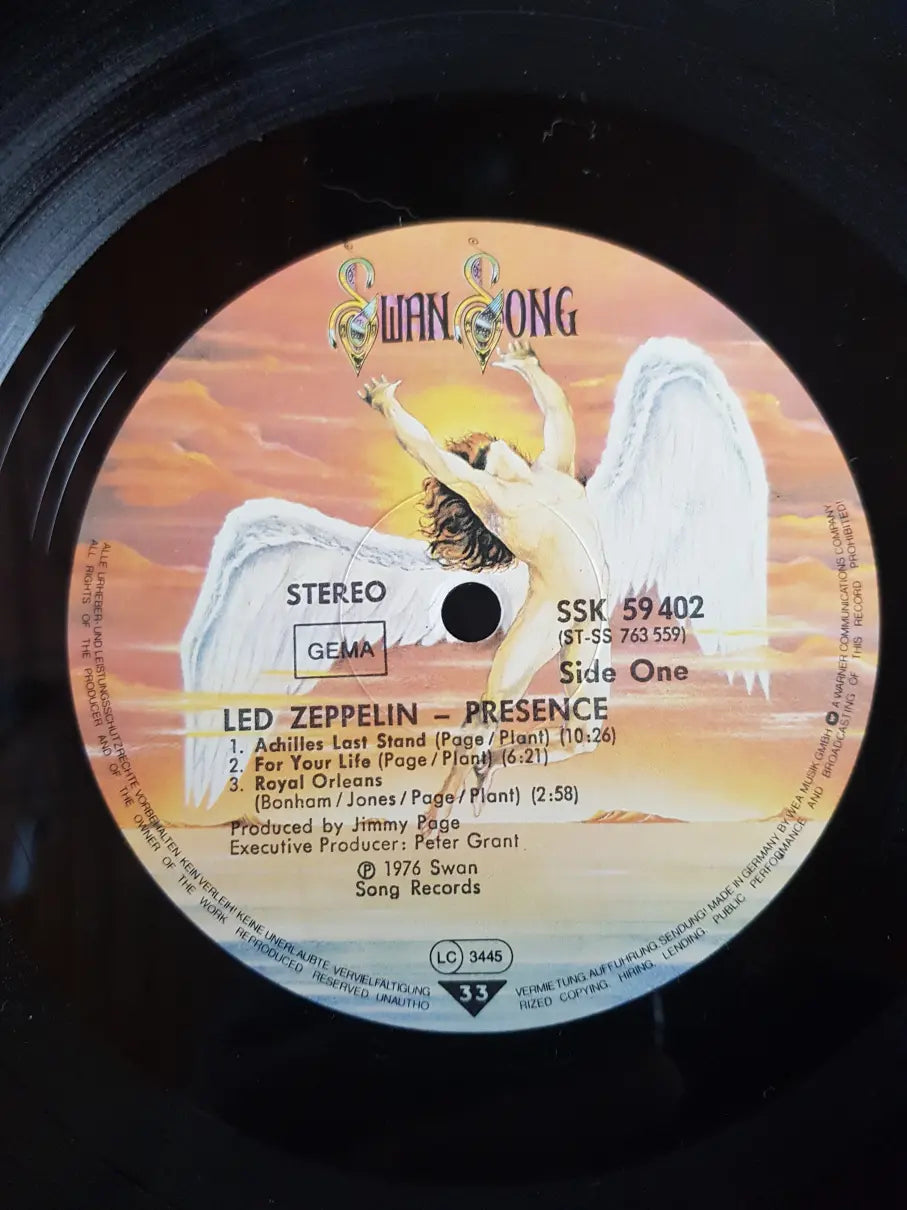 SWAN SONG
STEREO
GEMA
SSK 59 402
(ST-SS 763 559)
Side One
LED ZEPPELIN – PRESENCE
1. Achilles Last Stand (Page / Plant) (10:26)
2. For Your Life (Page / Plant) (6:21)
3. Royal Orleans
(Bonham / Jones / Page / Plant) (2:58)
Produced by Jimmy Page
Executive Producer: Peter Grant
℗ 1976 Swan
Song Records
LC 3445
33
ALLE URHEBER- UND LEISTUNGSSCHUTZRECHTE VORBEHALTEN KEIN VERLEIH! KEINE UNERLAUBTE VERVIELFÄLTIGUNG
VERMIETUNG AUFFÜHRUNG, SENDUNG! MADE IN GERMANY BY WEA MUSIK GMBH A WARNER COMMUNICATIONS COMPANY
ALL RIGHTS OF THE PRODUCER AND OF THE OWNER OF THE WORK REPRODUCED RESERVED UNAUTHO
RIZED COPYING, HIRING, LENDING, PUBLIC PERFORMANCE AND BROADCASTING OF THIS RECORD PROHIBITED!